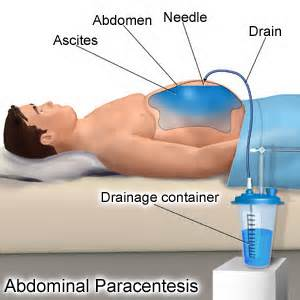 Needle
Abdomen
Drain
Ascites
Drainage container
Abdominal Paracentesis